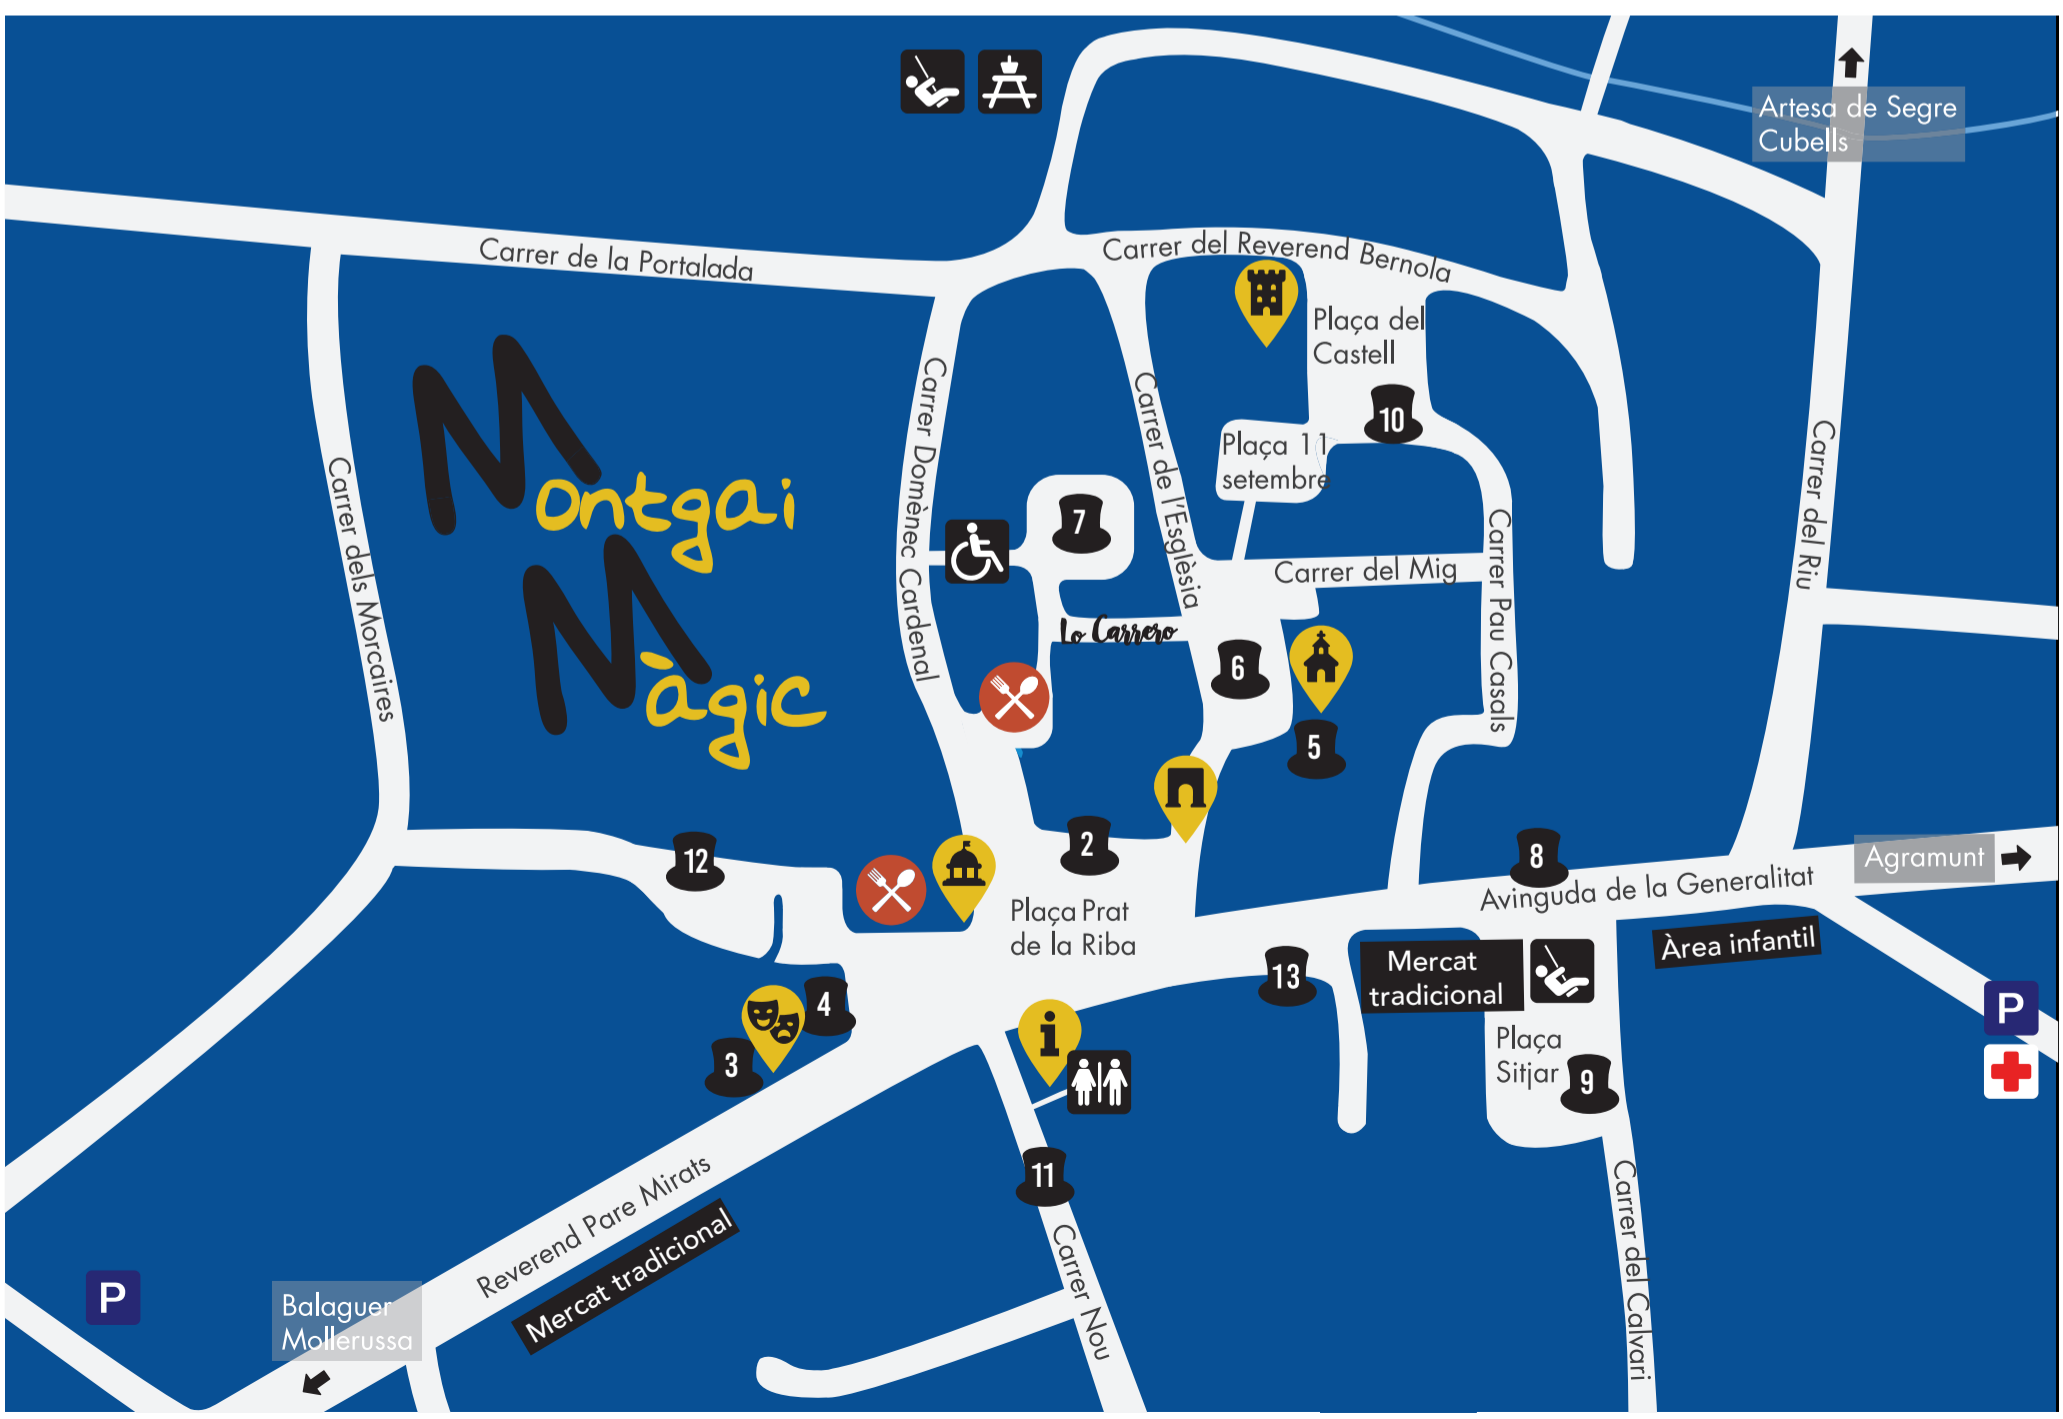 Artesa de Segre
Cubells
Carrer de la Portalada
Carrer del Reverend Bernola
Plaça del
Castell
10
Plaça 11
setembre
Montgai
Màgic
Carrer dels Morcaires
Carrer Domènec Cardenal
Carrer de l'Esglèsia
7
Carrer del Mig
Lo Carrero
Carrer Pau Casals
Carrer del Riu
6
5
12
2
8
Agramunt
Avinguda de la Generalitat
Plaça Prat
de la Riba
Àrea infantil
Mercat
tradicional
13
4
3
P
Plaça
Sitjar
9
11
Reverend Pare Mirats
Mercat tradicional
Carrer Nou
Carrer del Calvari
P
Balaguer
Mollerussa